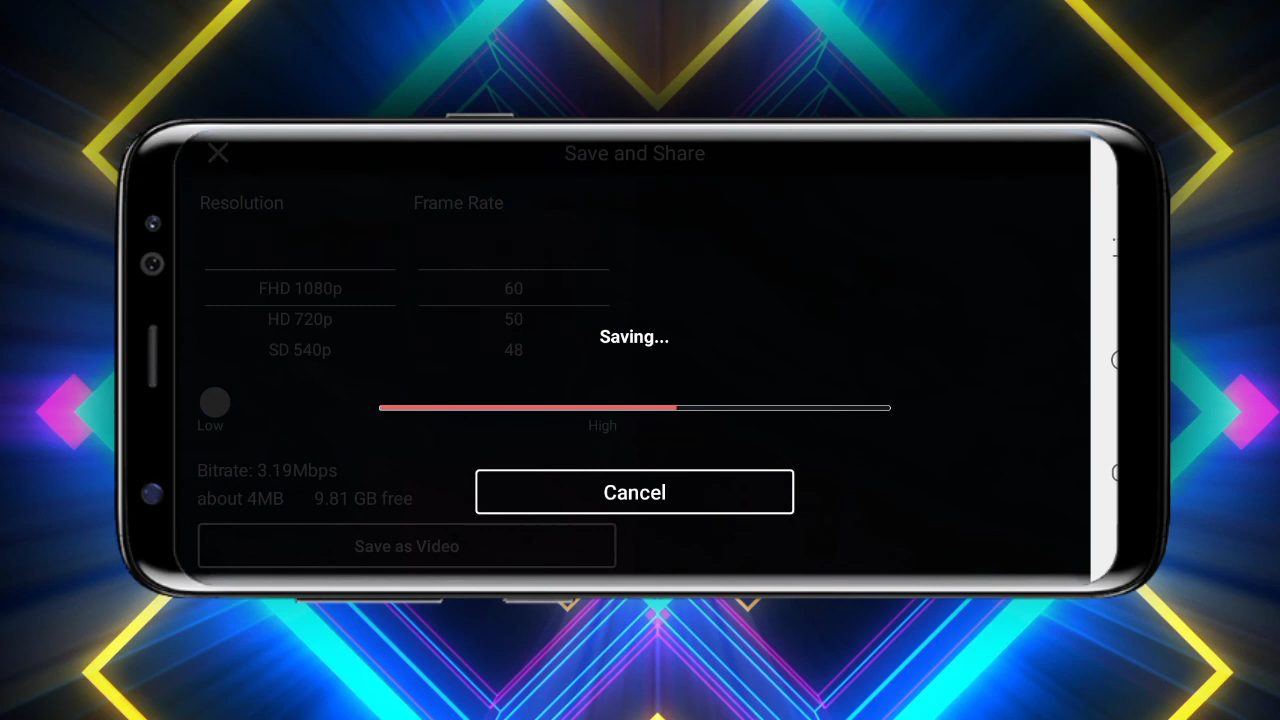 Save and Share
Resolution Frame Rate
FHD 1080p 60
HD 720p 50
SD 540p 48
Saving...
Low High
Bitrate: 3.19Mbps
about 4MB 9.81 GB free
Cancel
Save as Video